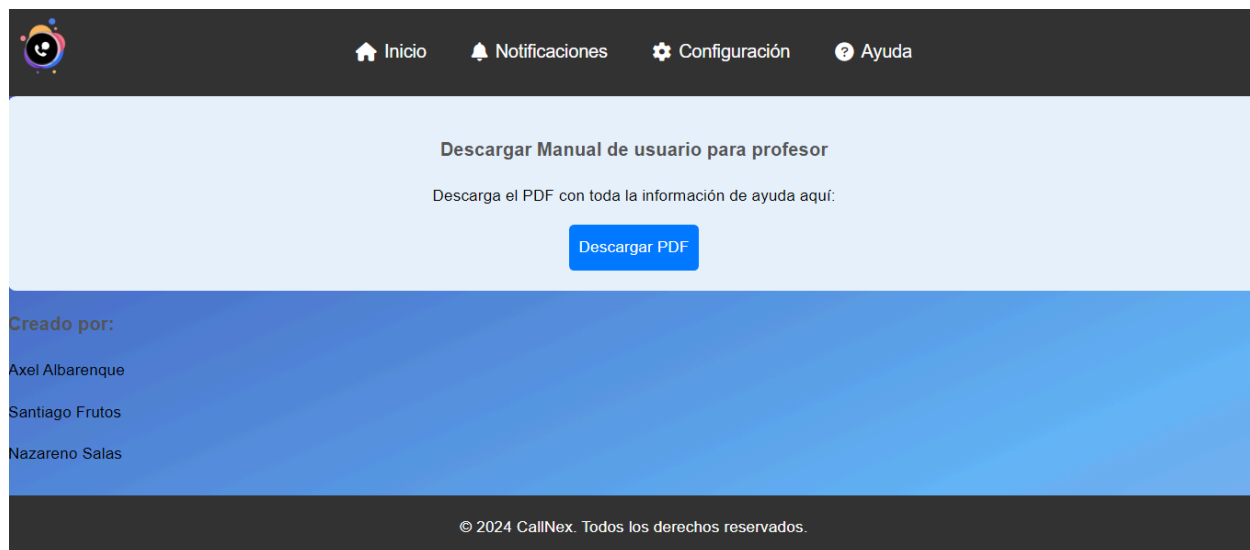 Inicio Notificaciones Configuración Ayuda
Descargar Manual de usuario para profesor
Descarga el PDF con toda la información de ayuda aquí:
Descargar PDF
Creado por:
Axel Albarenque
Santiago Frutos
Nazareno Salas
© 2024 CallNex. Todos los derechos reservados.